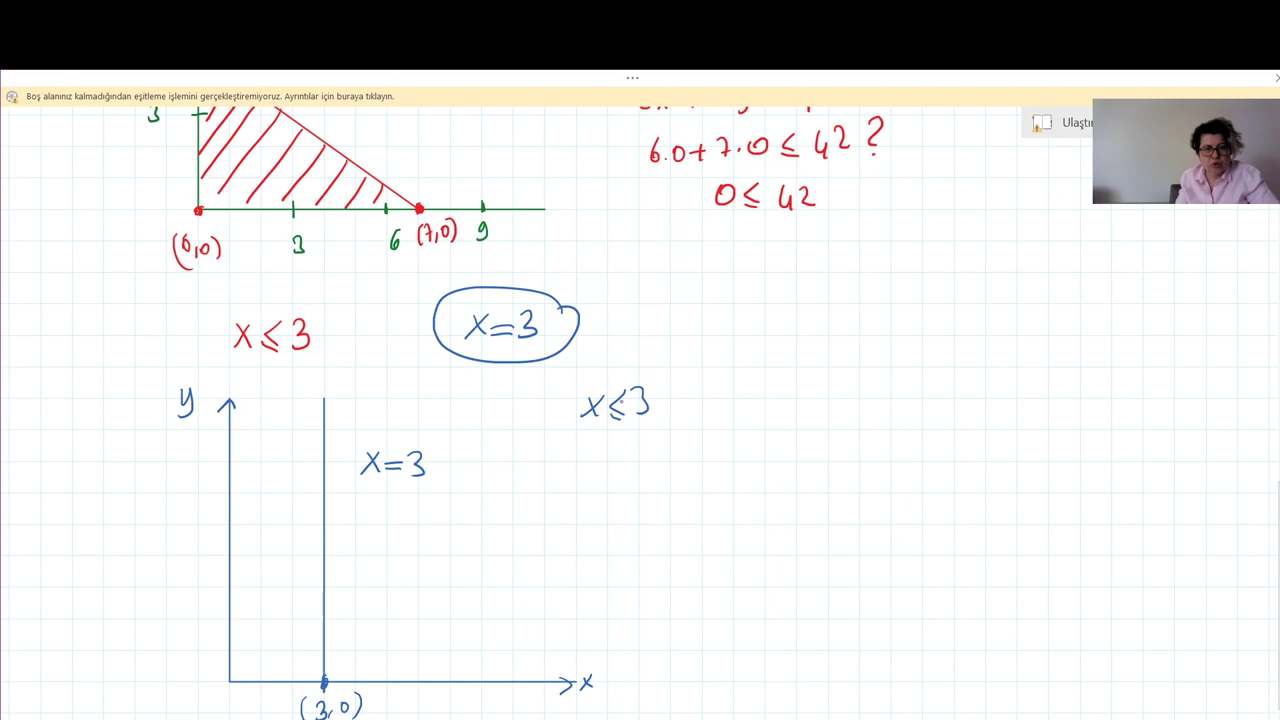 Boş alanınız kalmadığından eşitleme işlemini gerçekleştiremiyoruz. Ayrıntılar için buraya tıklayın.
3
Ulaştır
6.0+7.0≤42?
0≤42
(0,0) 3 6 (7,0) 9
x≤3
x=3
y
x≤3
x=3
x
(3,0)